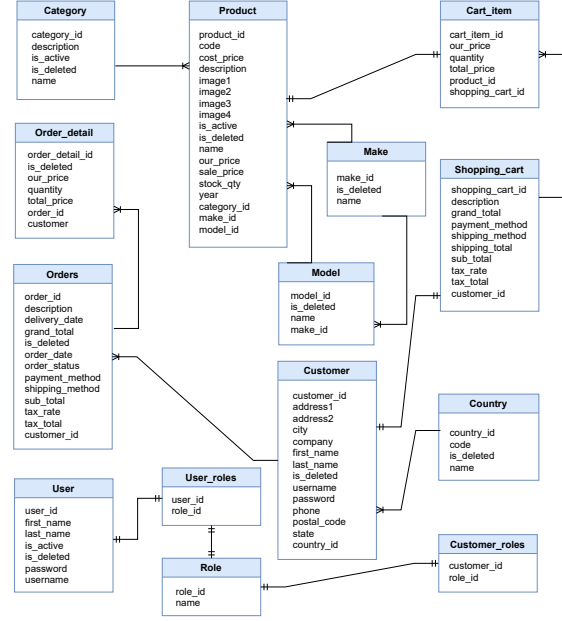 Category
category_id
description
is_active
is_deleted
name
Product
product_id
code
cost_price
description
image1
image2
image3
image4
is_active
is_deleted
name
our_price
sale_price
stock_qty
year
category_id
make_id
model_id
Cart_item
cart_item_id
our_price
quantity
total_price
product_id
shopping_cart_id
Order_detail
order_detail_id
is_deleted
our_price
quantity
total_price
order_id
customer
Make
make_id
is_deleted
name
Shopping_cart
shopping_cart_id
description
grand_total
payment_method
shipping_method
shipping_total
sub_total
tax_rate
tax_total
customer_id
Orders
order_id
description
delivery_date
grand_total
is_deleted
order_date
order_status
payment_method
shipping_method
sub_total
tax_rate
tax_total
customer_id
Model
model_id
is_deleted
name
make_id
Customer
customer_id
address1
address2
city
company
first_name
last_name
is_deleted
username
password
phone
postal_code
state
country_id
Country
country_id
code
is_deleted
name
User
user_id
first_name
last_name
is_active
is_deleted
password
username
User_roles
user_id
role_id
Role
role_id
name
Customer_roles
customer_id
role_id